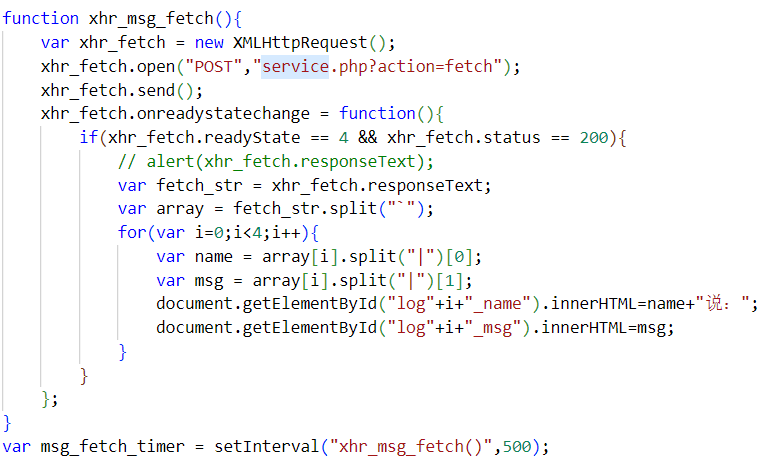 function xhr_msg_fetch(){
    var xhr_fetch = new XMLHttpRequest();
    xhr_fetch.open("POST","service.php?action=fetch");
    xhr_fetch.send();
    xhr_fetch.onreadystatechange = function(){
        if(xhr_fetch.readyState == 4 && xhr_fetch.status == 200){
            // alert(xhr_fetch.responseText);
            var fetch_str = xhr_fetch.responseText;
            var array = fetch_str.split("`");
            for(var i=0;i<4;i++){
                var name = array[i].split("|")[0];
                var msg = array[i].split("|")[1];
                document.getElementById("log"+i+"_name").innerHTML=name+"说：";
                document.getElementById("log"+i+"_msg").innerHTML=msg;
            }
        }
    };
}
var msg_fetch_timer = setInterval("xhr_msg_fetch()",500);